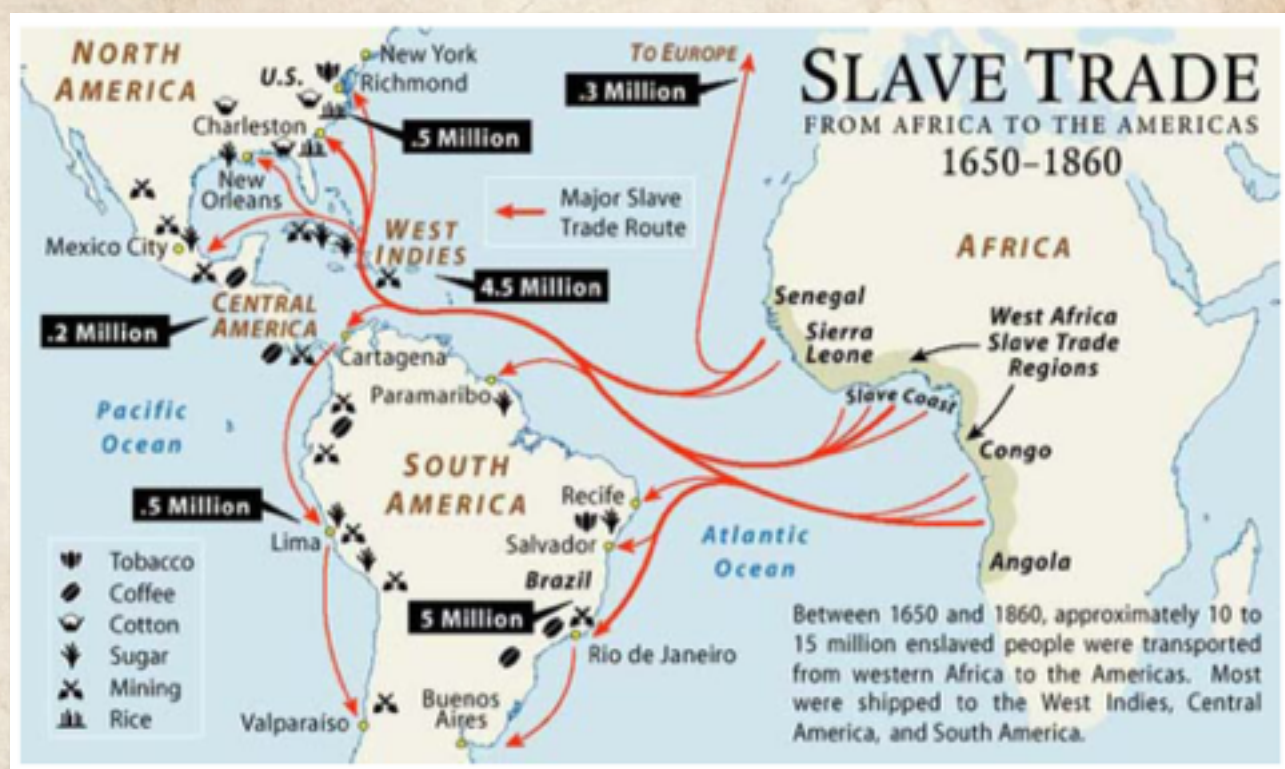 SLAVE TRADE
FROM AFRICA TO THE AMERICAS
1650–1860
NORTH
AMERICA
U.S.
New York
Richmond
Charleston
.5 Million
New
Orleans
Mexico City
TO EUROPE
.3 Million
Major Slave
Trade Route
WEST
INDIES
4.5 Million
CENTRAL
AMERICA
.2 Million
Cartagena
Paramaribo
Pacific
Ocean
SOUTH
AMERICA
.5 Million
Lima
Recife
Salvador
Brazil
5 Million
Rio de Janeiro
Buenos
Aires
Valparaíso
Atlantic
Ocean
AFRICA
Senegal
Sierra
Leone
West Africa
Slave Trade
Regions
Slave Coast
Congo
Angola
Tobacco
Coffee
Cotton
Sugar
Mining
Rice
Between 1650 and 1860, approximately 10 to
15 million enslaved people were transported
from western Africa to the Americas. Most
were shipped to the West Indies, Central
America, and South America.